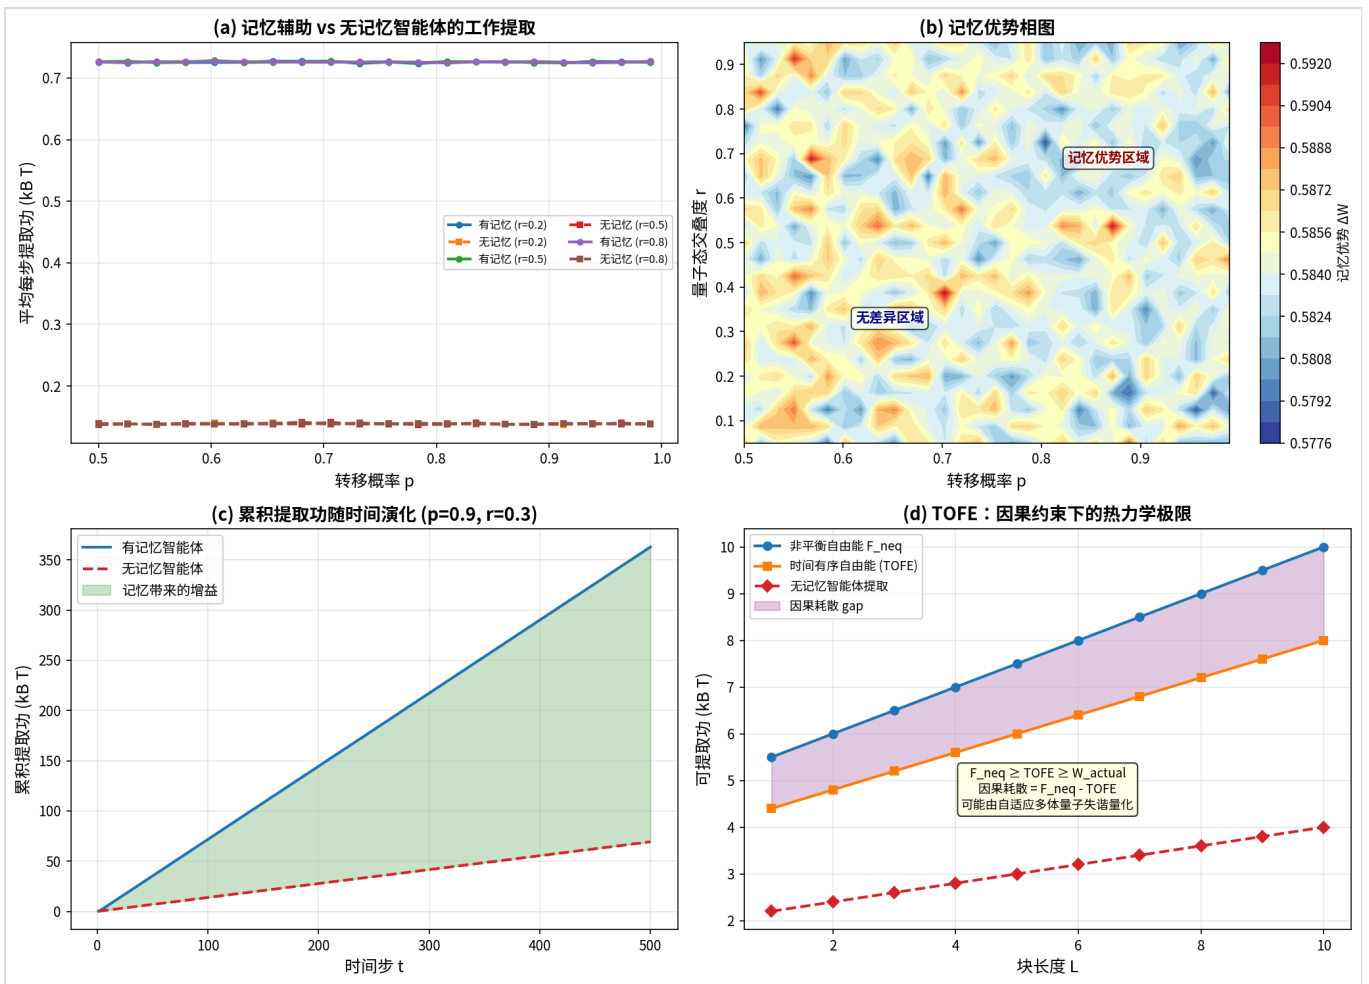 (a) 记忆辅助 vs 无记忆智能体的工作提取
平均每步提取功 (kB T)
0.7
0.6
0.5
0.4
0.3
0.2
有记忆 (r=0.2)
无记忆 (r=0.2)
有记忆 (r=0.5)
无记忆 (r=0.5)
有记忆 (r=0.8)
无记忆 (r=0.8)
0.5 0.6 0.7 0.8 0.9 1.0
转移概率 p
(b) 记忆优势相图
量子态交叠度 r
0.9
0.8
0.7
0.6
0.5
0.4
0.3
0.2
0.1
记忆优势区域
无差异区域
0.5 0.6 0.7 0.8 0.9
转移概率 p
0.5920
0.5904
0.5888
0.5872
0.5856
0.5840
0.5824
0.5808
0.5792
0.5776
记忆优势 ΔW
(c) 累积提取功随时间演化 (p=0.9, r=0.3)
累积提取功 (kB T)
350
300
250
200
150
100
50
0
有记忆智能体
无记忆智能体
记忆带来的增益
0 100 200 300 400 500
时间步 t
(d) TOFE：因果约束下的热力学极限
可提取功 (kB T)
10
9
8
7
6
5
4
3
2
非平衡自由能 F_neq
时间有序自由能 (TOFE)
无记忆智能体提取
因果耗散 gap
F_neq ≥ TOFE ≥ W_actual
因果耗散 = F_neq - TOFE
可能由自适应多体量子失谐量化
2 4 6 8 10
块长度 L